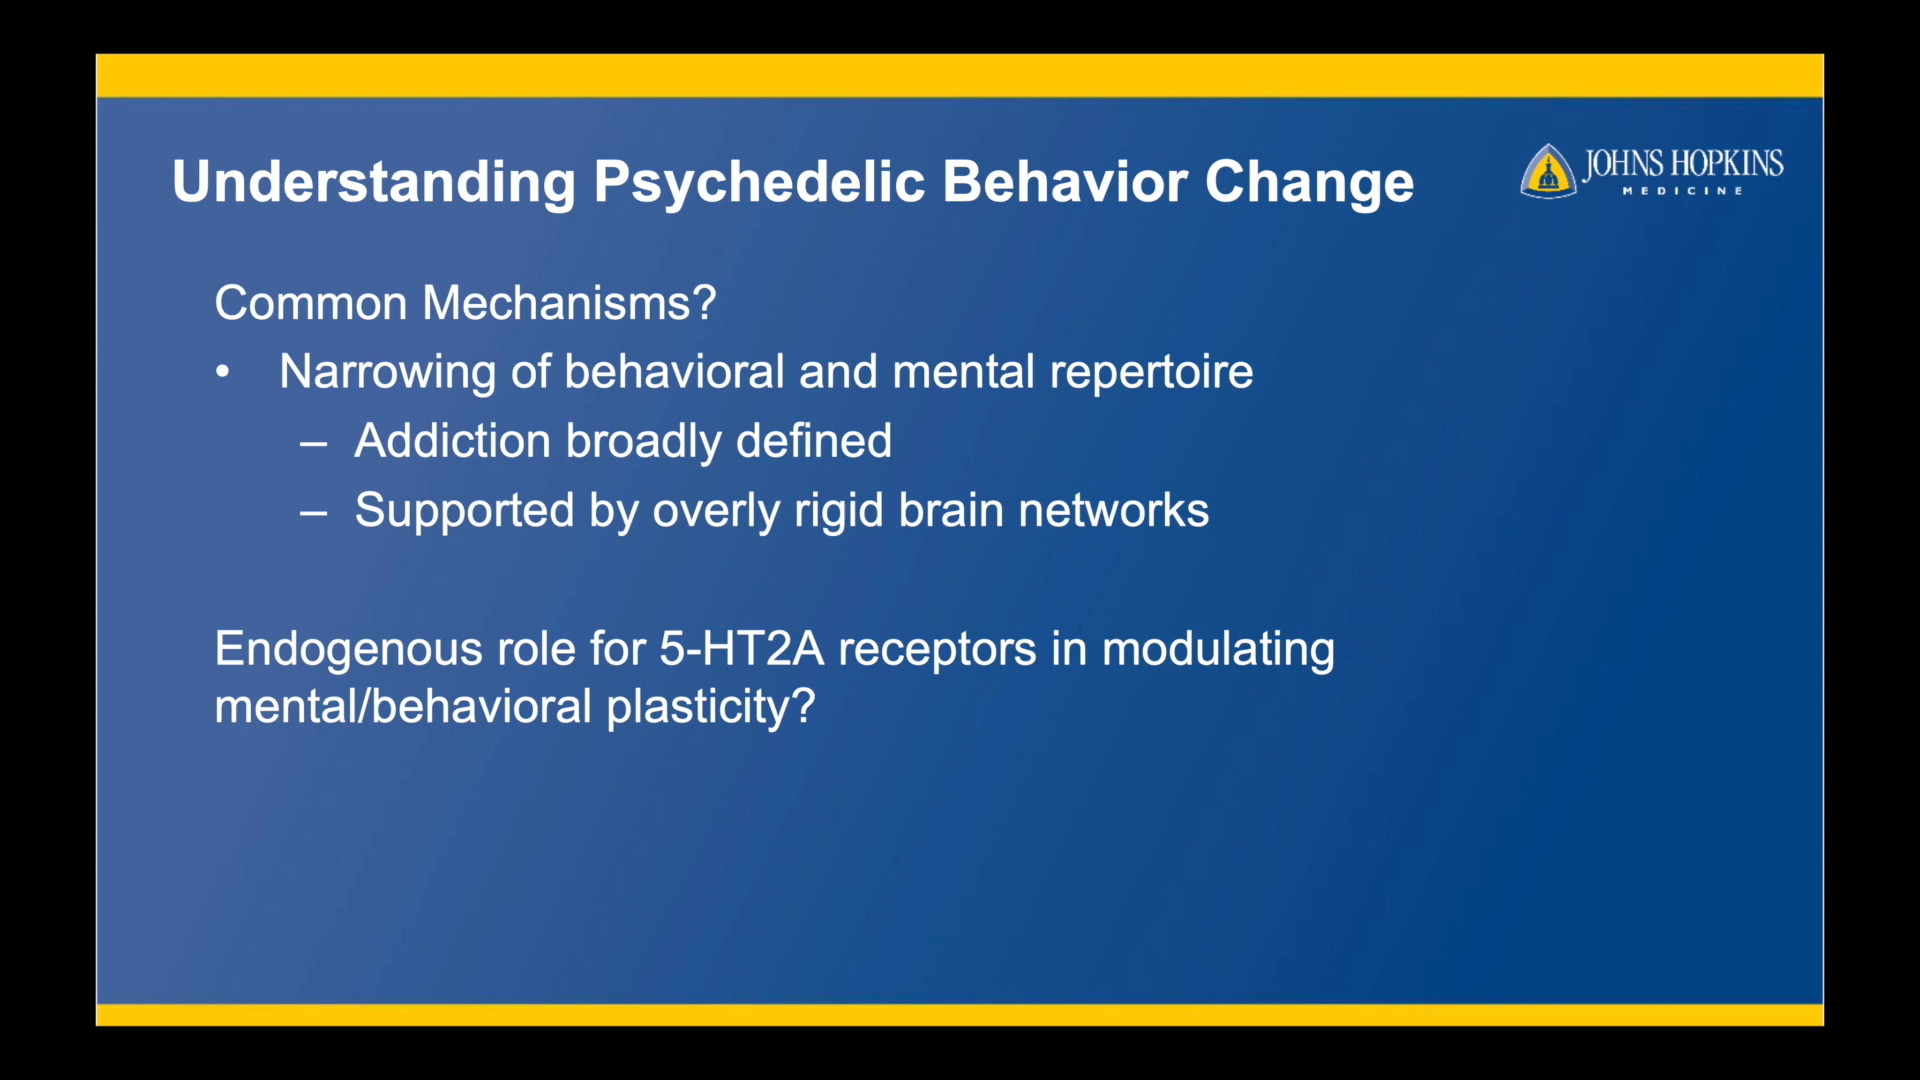 Understanding Psychedelic Behavior Change
JOHNS HOPKINS
MEDICINE
Common Mechanisms?
• Narrowing of behavioral and mental repertoire
– Addiction broadly defined
– Supported by overly rigid brain networks
Endogenous role for 5-HT2A receptors in modulating
mental/behavioral plasticity?